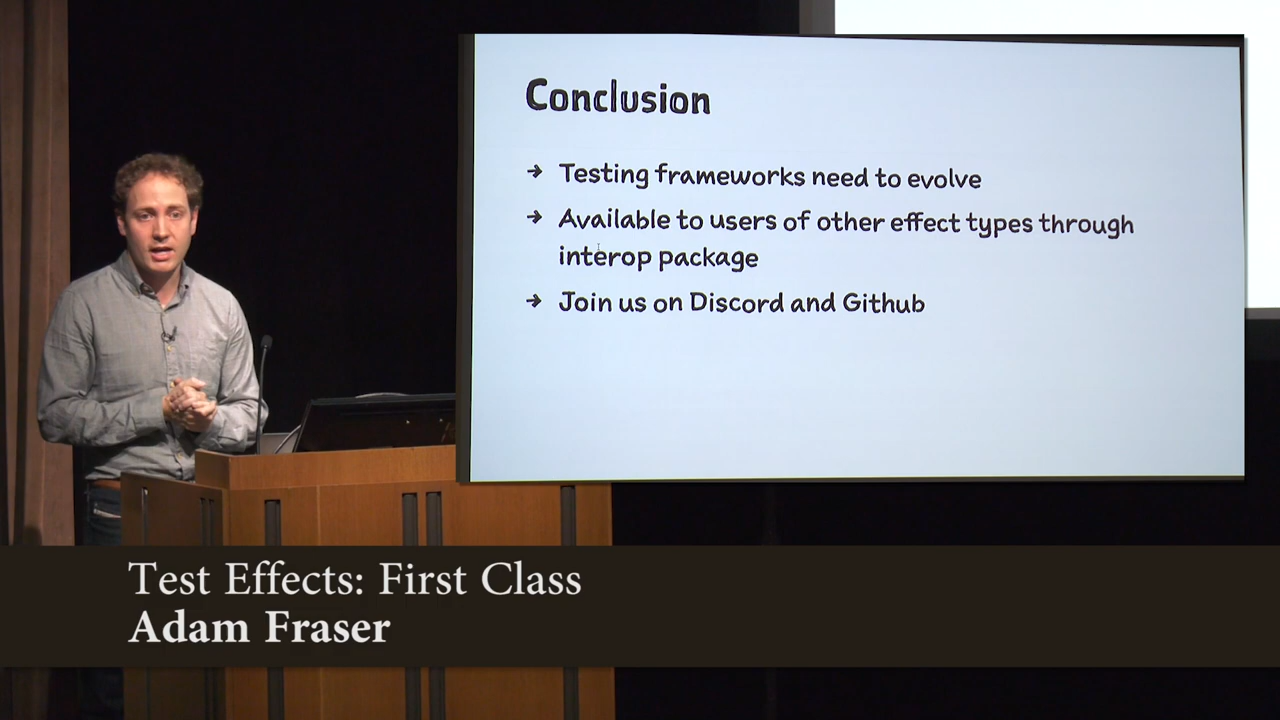 Conclusion
→ Testing frameworks need to evolve
→ Available to users of other effect types through
interop package
→ Join us on Discord and Github
Test Effects: First Class
Adam Fraser